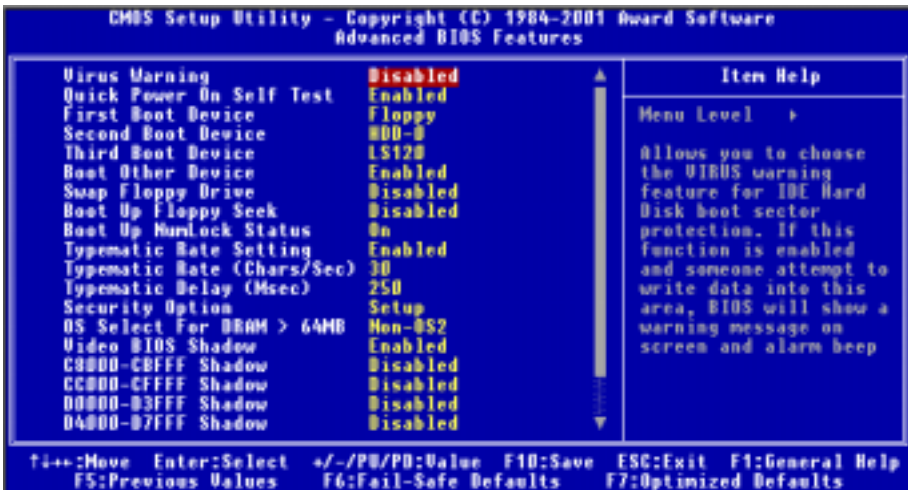 CMOS Setup Utility - Copyright (C) 1984-2001 Award Software
Advanced BIOS Features
Virus Warning Disabled
Quick Power On Self Test Enabled
First Boot Device Floppy
Second Boot Device HDD-0
Third Boot Device LS120
Boot Other Device Enabled
Swap Floppy Drive Disabled
Boot Up Floppy Seek Disabled
Boot Up NumLock Status On
Typematic Rate Setting Enabled
Typematic Rate (Chars/Sec) 30
Typematic Delay (Msec) 250
Security Option Setup
OS Select For DRAM > 64MB Non-OS2
Video BIOS Shadow Enabled
C8000-CBFFF Shadow Disabled
CC000-CFFFF Shadow Disabled
D0000-D3FFF Shadow Disabled
D4000-D7FFF Shadow Disabled
Item Help
Menu Level ▸
Allows you to choose
the VIRUS warning
feature for IDE Hard
Disk boot sector
protection. If this
function is enabled
and someone attempt to
write data into this
area, BIOS will show a
warning message on
screen and alarm beep
↑↓→←:Move Enter:Select +/-/PU/PD:Value F10:Save ESC:Exit F1:General Help
F5:Previous Values F6:Fail-Safe Defaults F7:Optimized Defaults